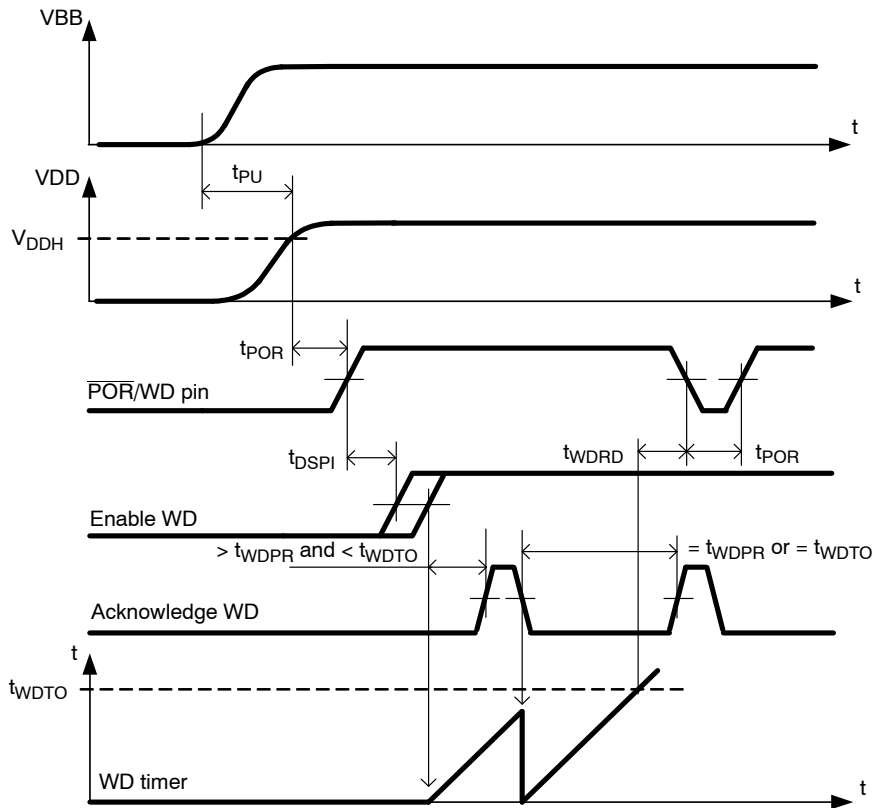 VBB
t
VDD
tPU
VDDH
t
tPOR
POR/WD pin
tDSPI
tWDRD
tPOR
Enable WD
> tWDPR and < tWDTO
= tWDPR or = tWDTO
Acknowledge WD
t
tWDTO
WD timer
t